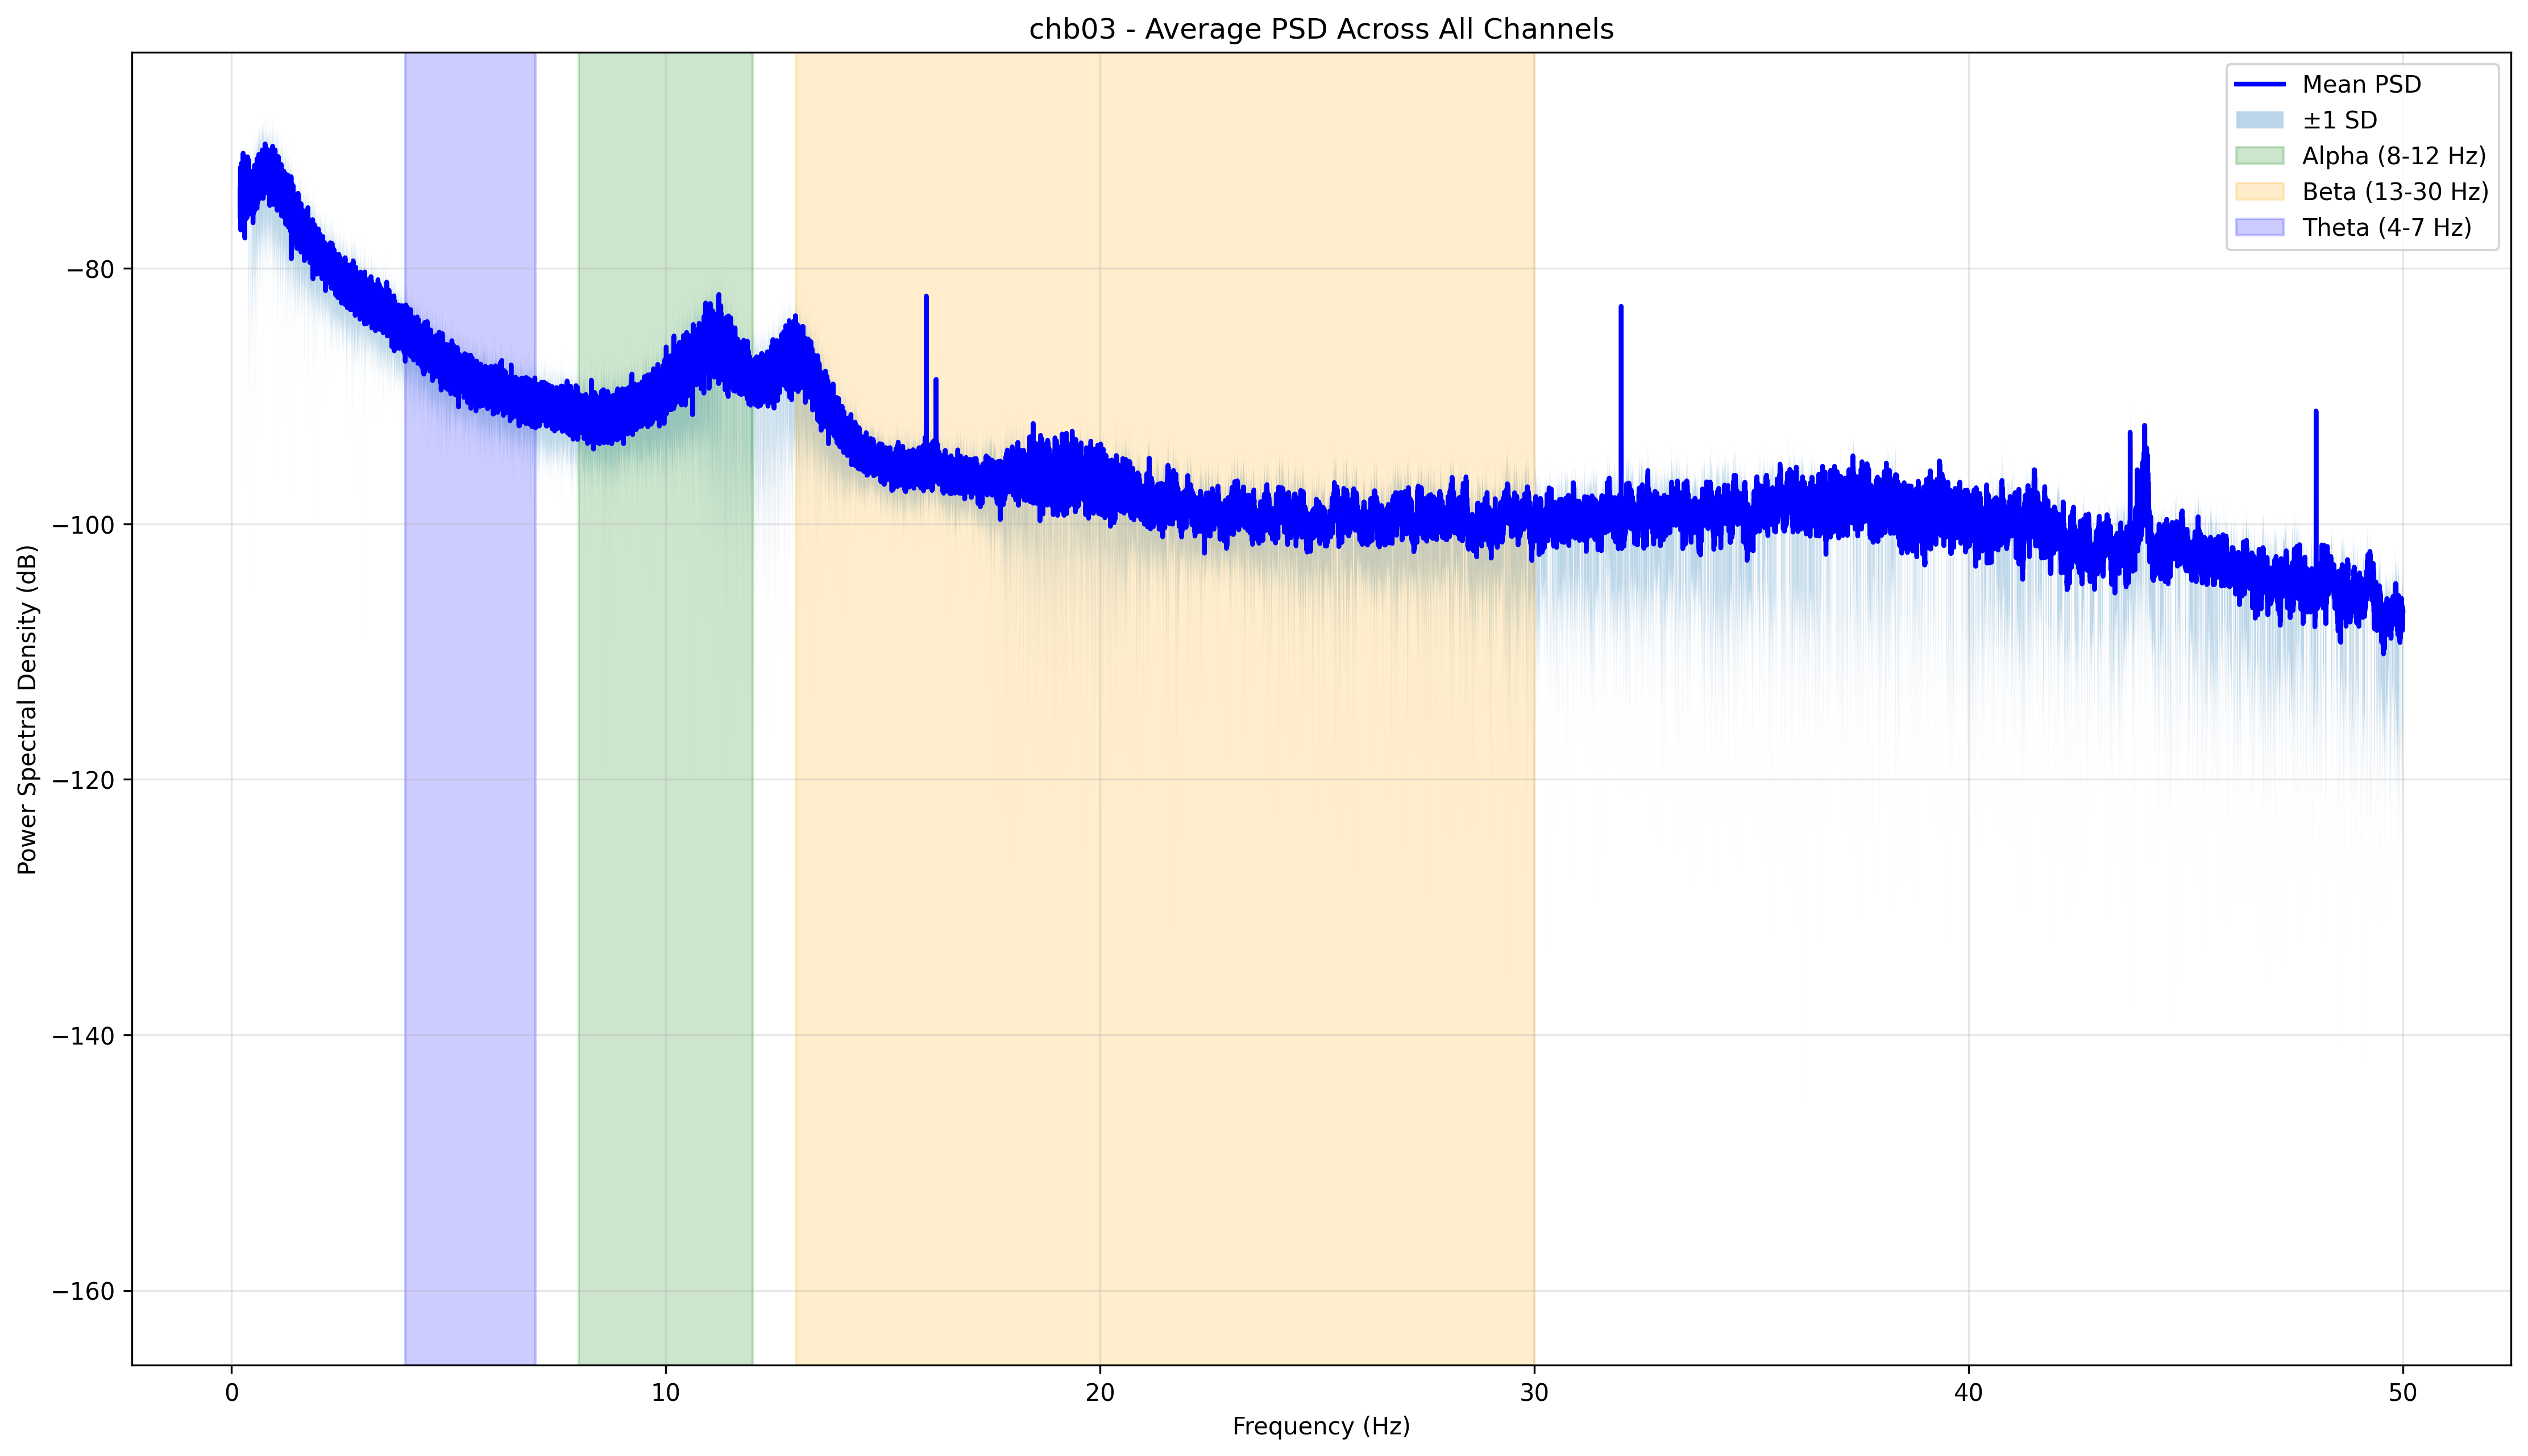 chb03 - Average PSD Across All Channels
Mean PSD
±1 SD
Alpha (8-12 Hz)
Beta (13-30 Hz)
Theta (4-7 Hz)
Power Spectral Density (dB)
−80
−100
−120
−140
−160
0 10 20 30 40 50
Frequency (Hz)